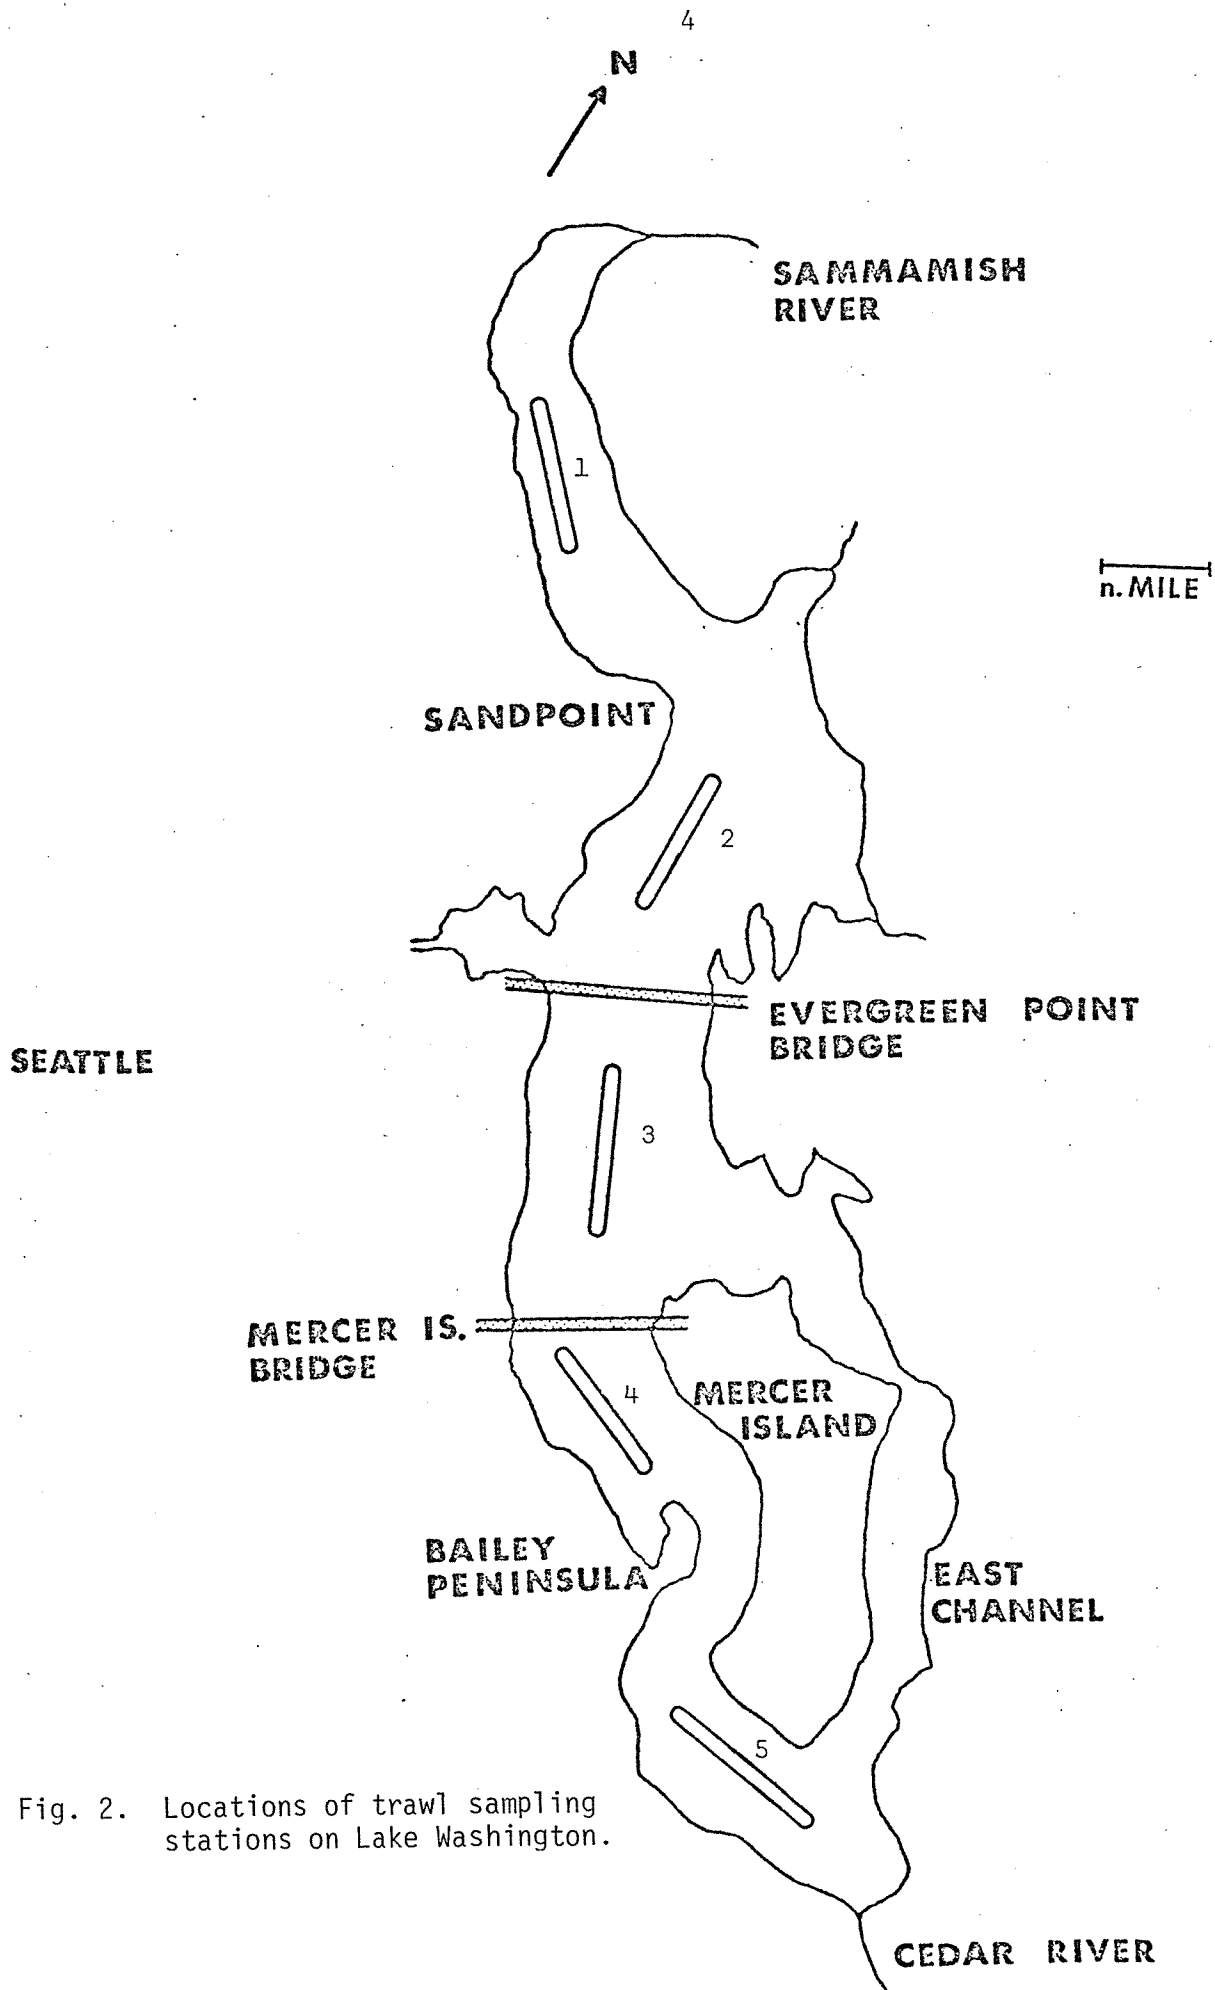 4
N
SAMMAMISH
RIVER
1
n. MILE
SANDPOINT
2
EVERGREEN POINT
BRIDGE
SEATTLE
3
MERCER IS.
BRIDGE
4
MERCER
ISLAND
BAILEY
PENINSULA
EAST
CHANNEL
5
Fig. 2. Locations of trawl sampling
stations on Lake Washington.
CEDAR RIVER